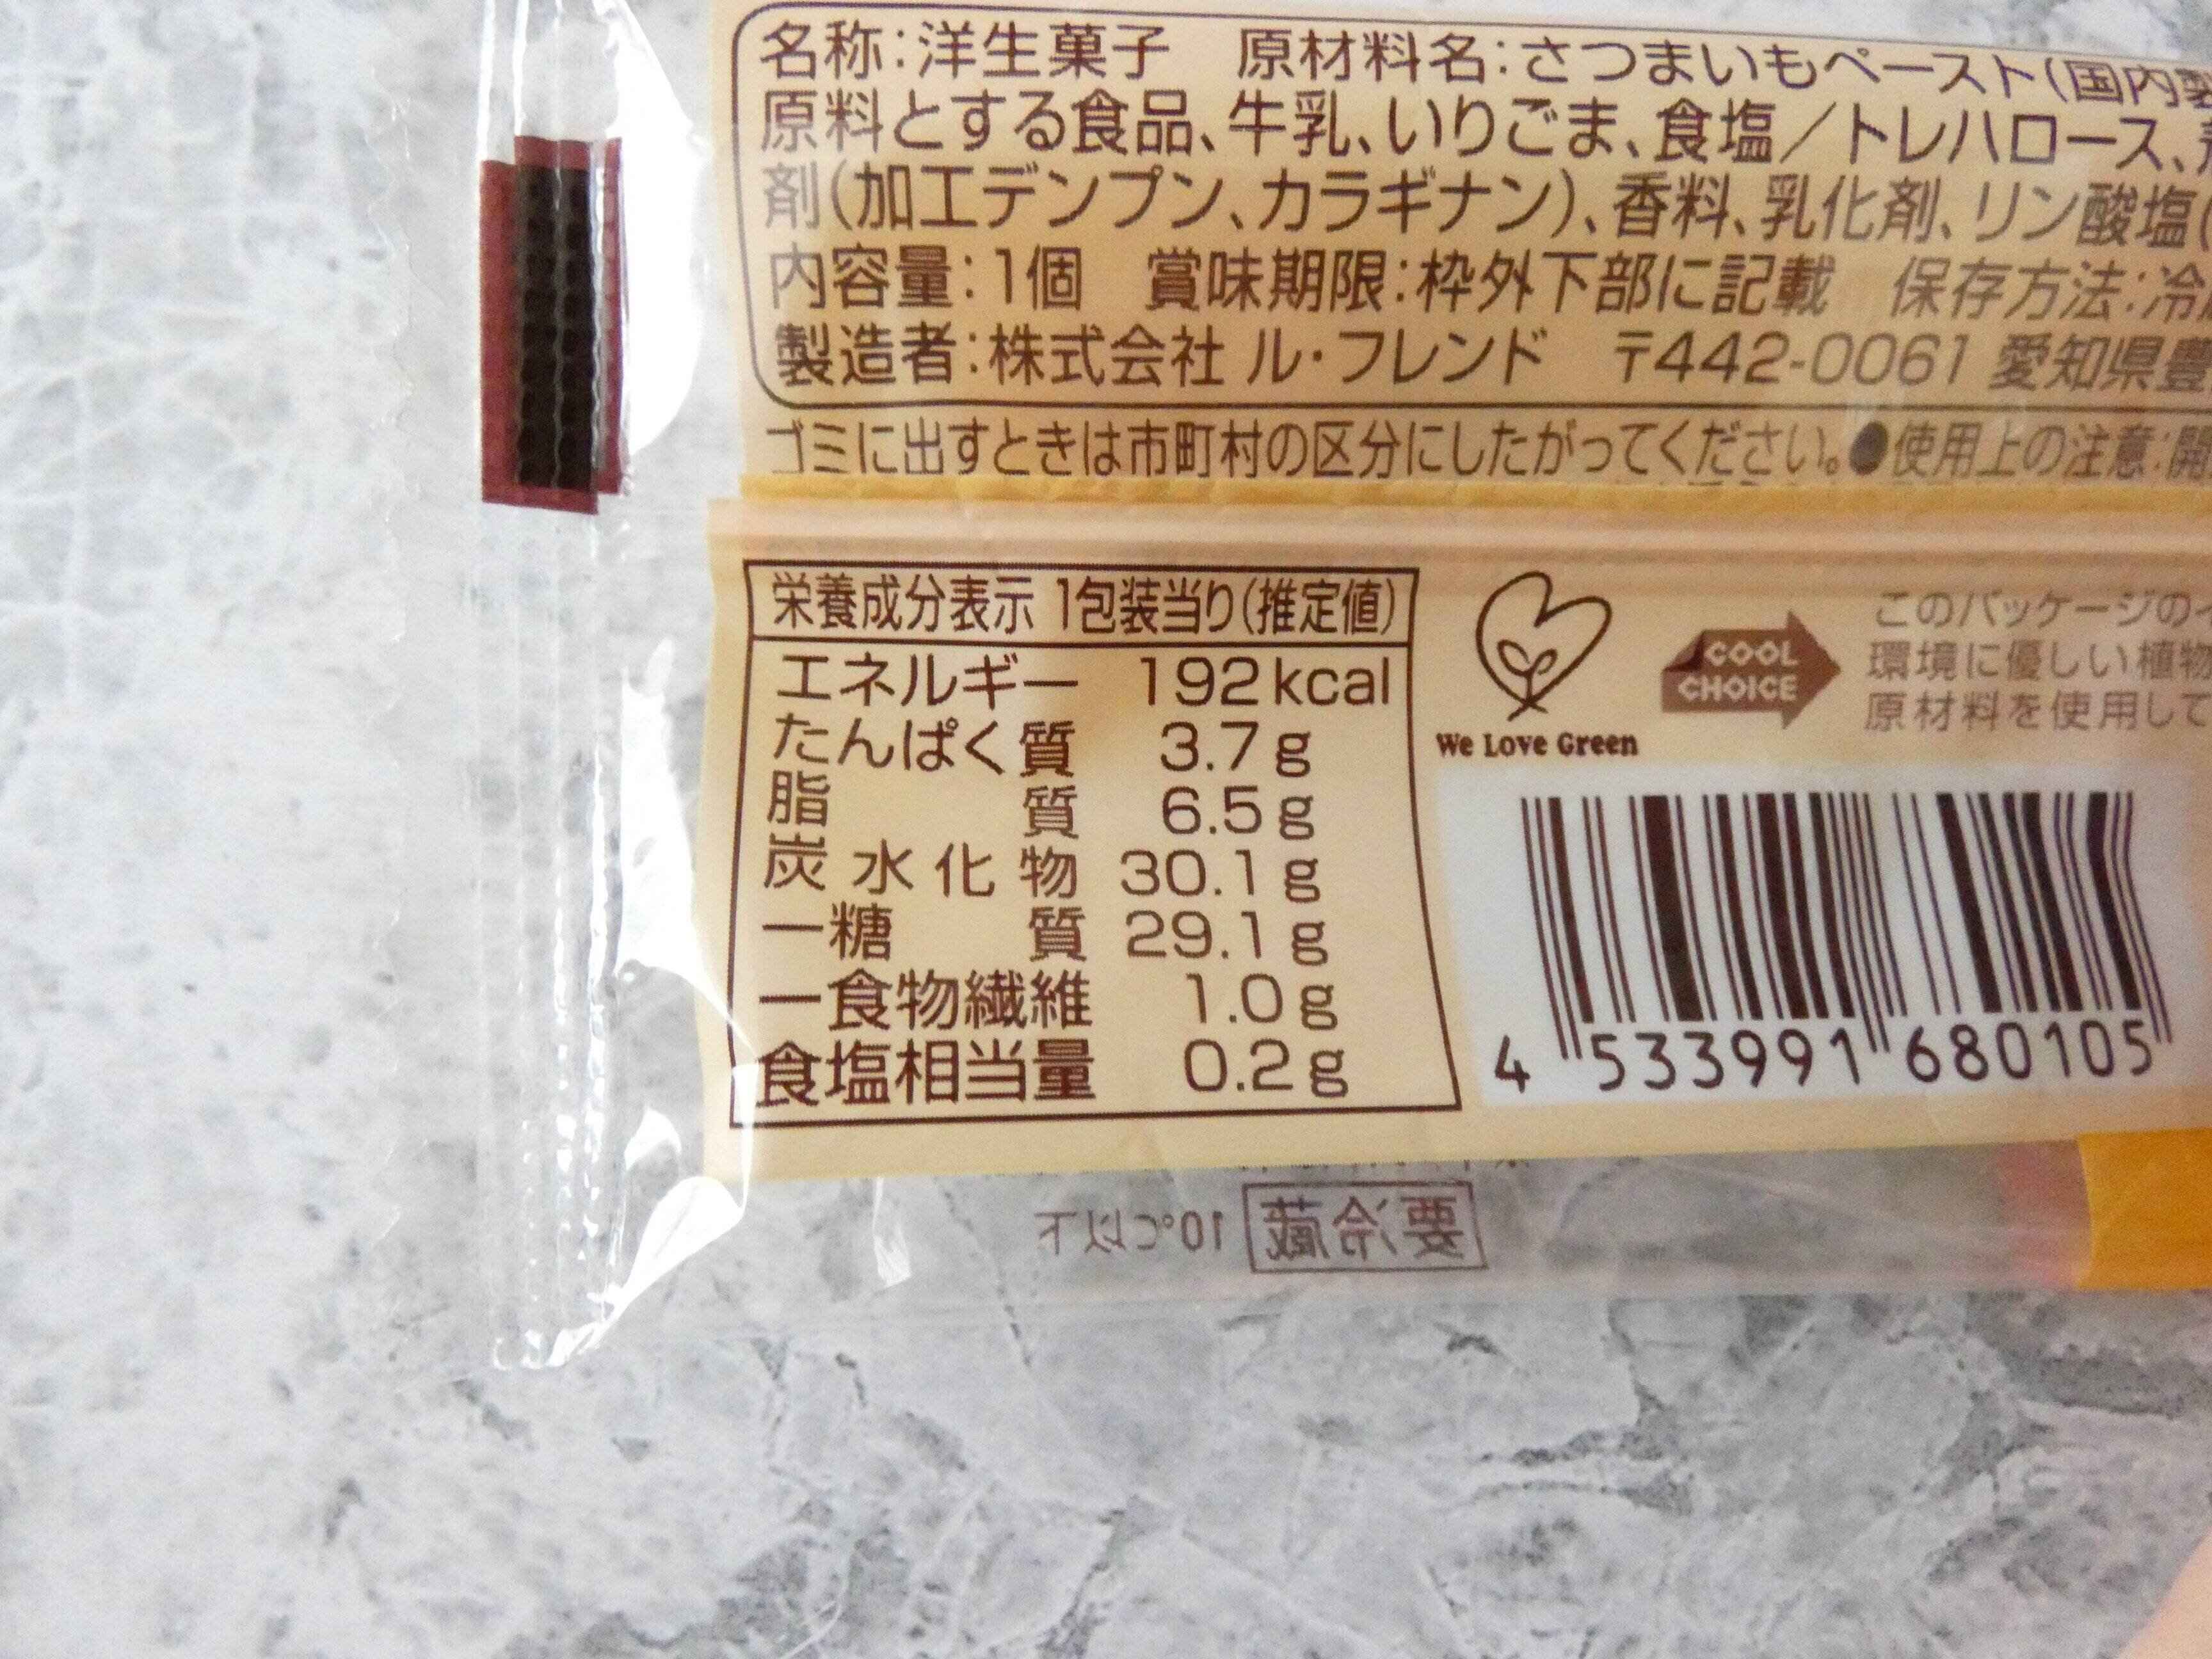 名称：洋生菓子　原材料名：さつまいもペースト（国内製
原料とする食品、牛乳、いりごま、食塩／トレハロース、
剤（加工デンプン、カラギナン）、香料、乳化剤、リン酸塩（
内容量：1個　賞味期限：枠外下部に記載　保存方法：冷
製造者：株式会社 ル・フレンド　〒442-0061 愛知県豊
ゴミに出すときは市町村の区分にしたがってください。●使用上の注意：開
栄養成分表示 1包装当り（推定値）
エネルギー 192kcal
たんぱく質 3.7g
脂質 6.5g
炭水化物 30.1g
ー糖質 29.1g
ー食物繊維 1.0g
食塩相当量 0.2g
We Love Green
COOL
CHOICE
このパッケージの
環境に優しい植物
原材料を使用して
4 533991 680105
要冷蔵 10℃以下